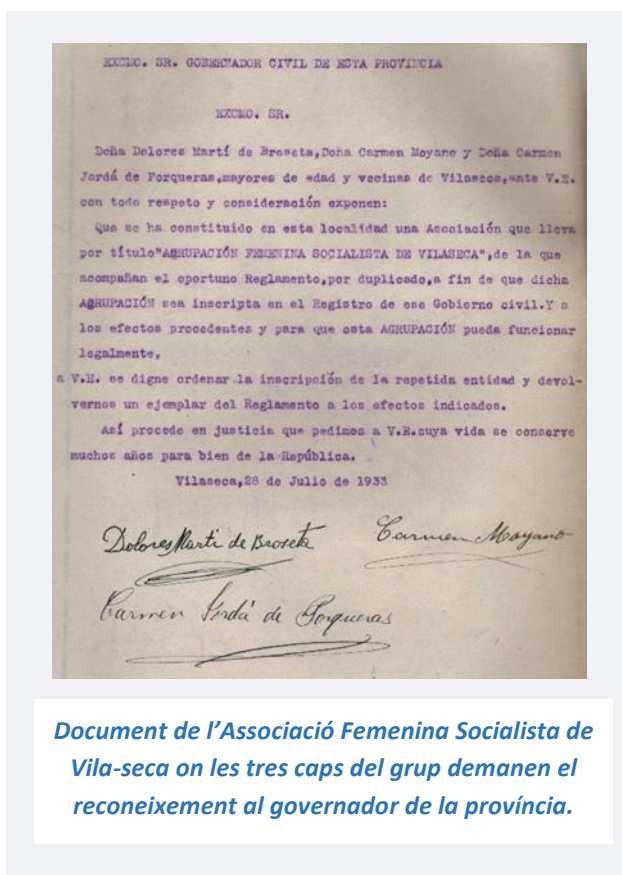 EXCMO. SR. GOBERNADOR CIVIL DE ESTA PROVINCIA
EXCMO. SR.
Doña Dolores Martí de Broseta,Doña Carmen Moyano y Doña Carmen
Jordá de Porqueras,mayores de edad y vecinas de Vilaseca,ante V.E.
con todo respeto y consideración exponen:
Que se ha constituido en esta localidad una Asociación que lleva
por título"AGRUPACIÓN FEMENINA SOCIALISTA DE VILASECA",de la que
acompañan el oportuno Reglamento,por duplicado,a fin de que dicha
AGRUPACIÓN sea inscripta en el Registro de ese Gobierno civil.Y a
los efectos procedentes y para que esta AGRUPACIÓN pueda funcionar
legalmente,
a V.E. se digne ordenar la inscripción de la repetida entidad y devol-
vernos un ejemplar del Reglamento a los efectos indicados.
Así procede en justicia que pedimos a V.E.cuya vida se conserve
muchos años para bien de la República.
Vilaseca,28 de Julio de 1933
Dolores Martí de Broseta
Carmen Moyano
Carmen Jordá de Porqueras
Document de l’Associació Femenina Socialista de
Vila-seca on les tres caps del grup demanen el
reconeixement al governador de la província.